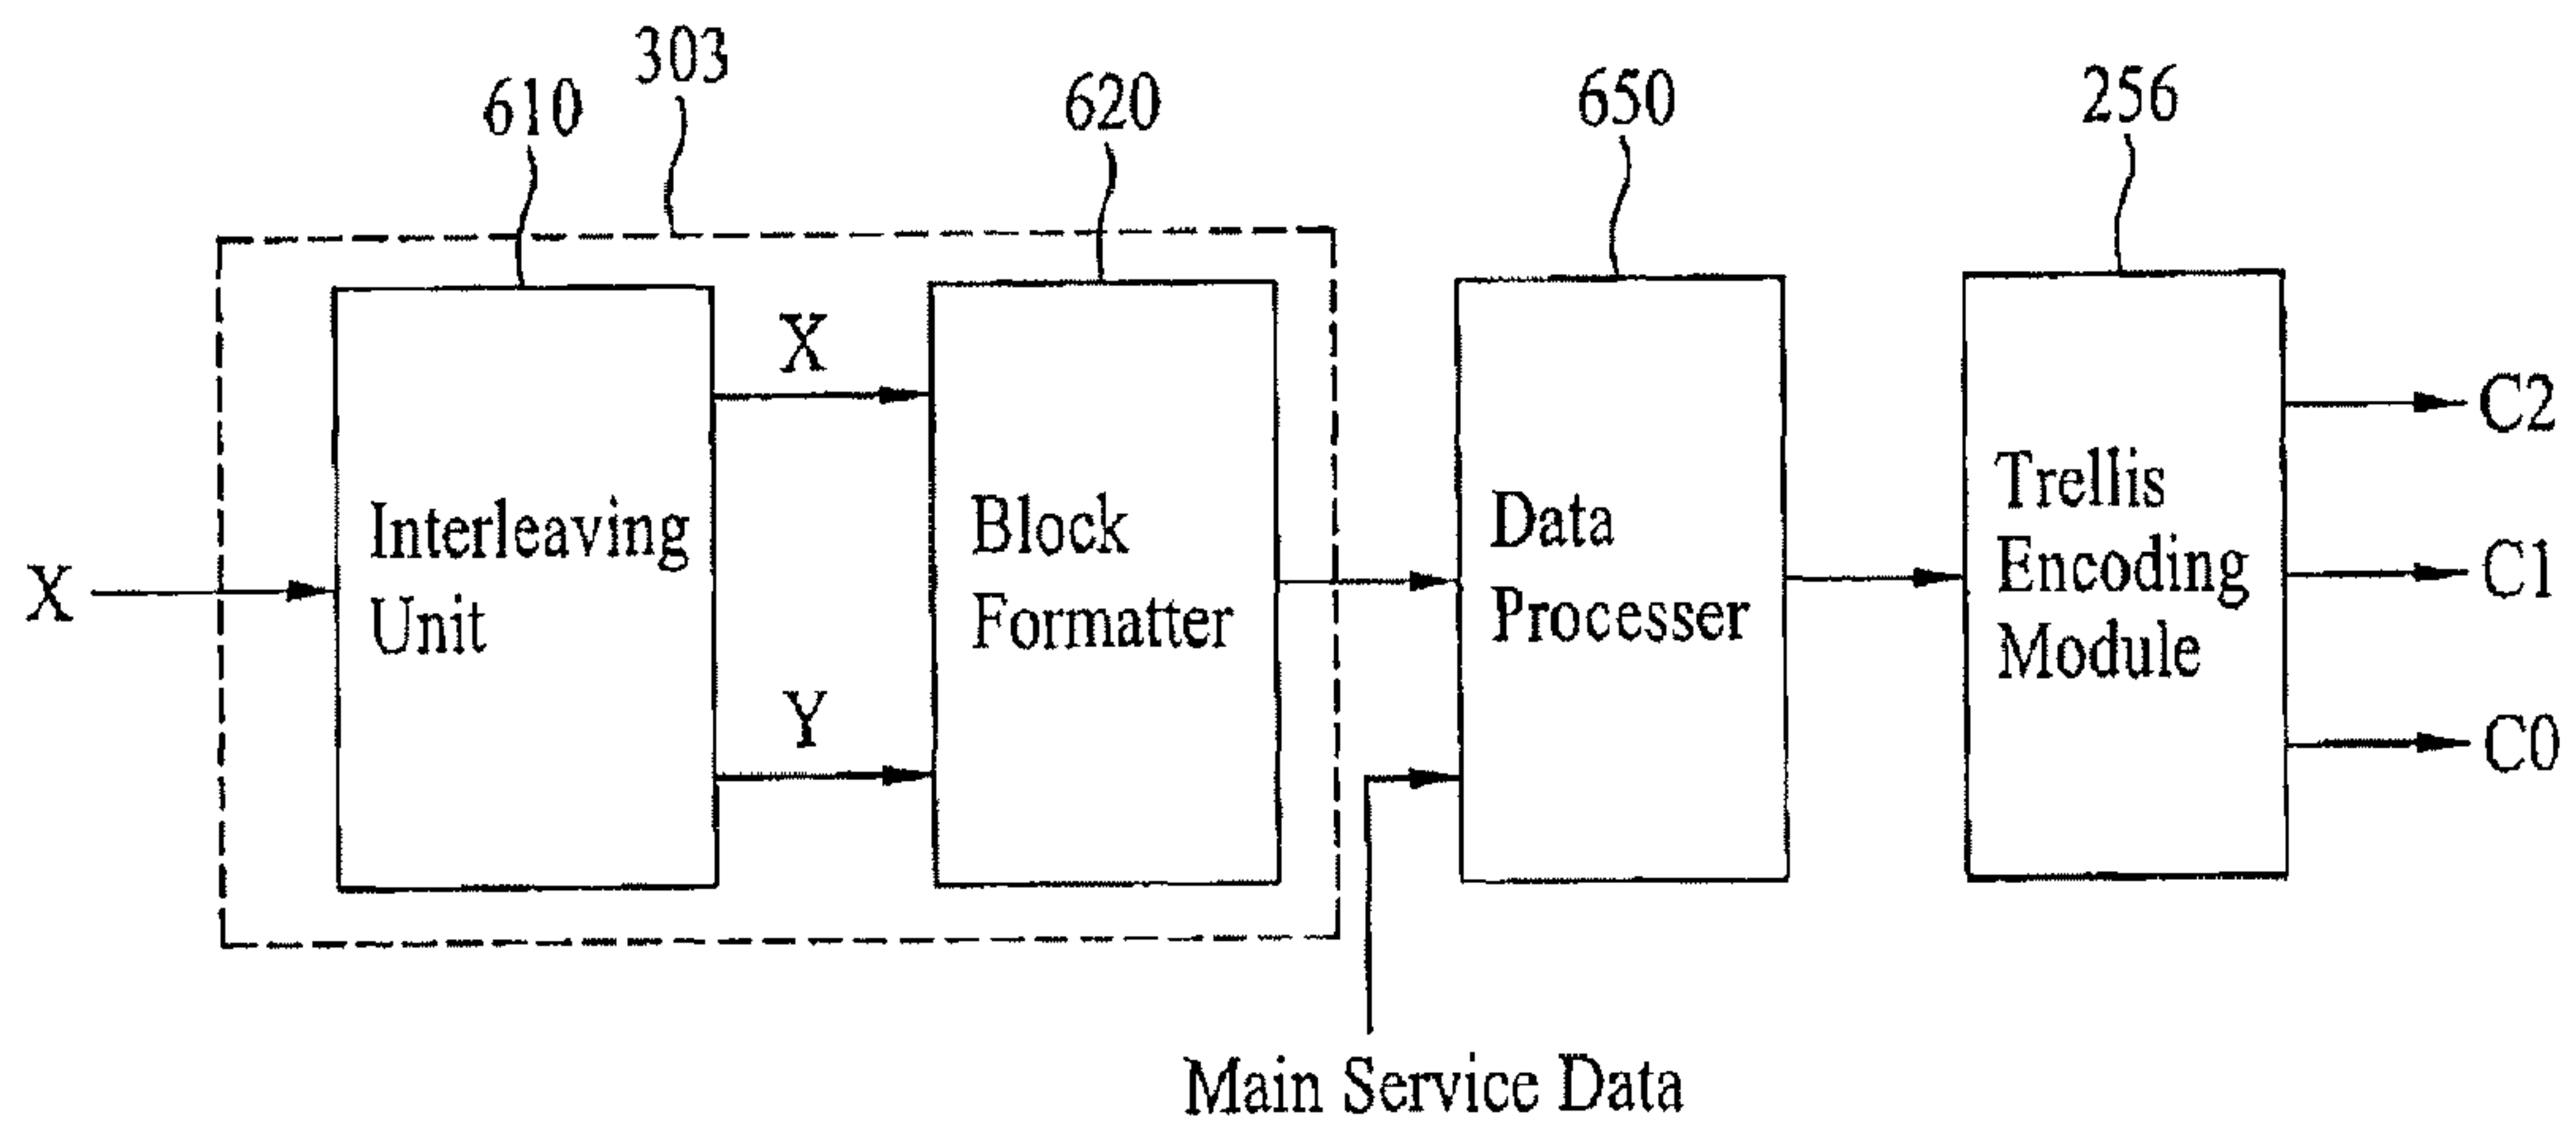 303
610
620
650
256
X
Interleaving
Unit
X
Y
Block
Formatter
Data
Processer
Trellis
Encoding
Module
C2
C1
C0
Main Service Data